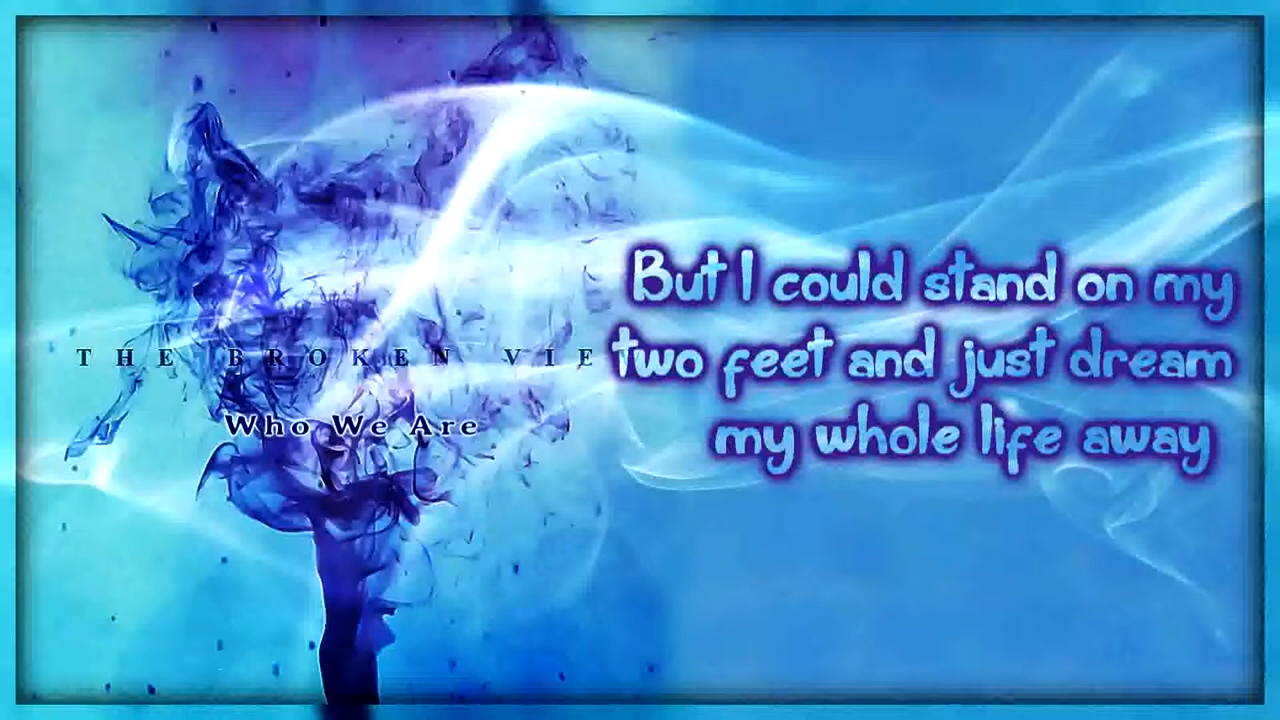 THE BROKEN VIE
Who We Are
But I could stand on my
two feet and just dream
my whole life away